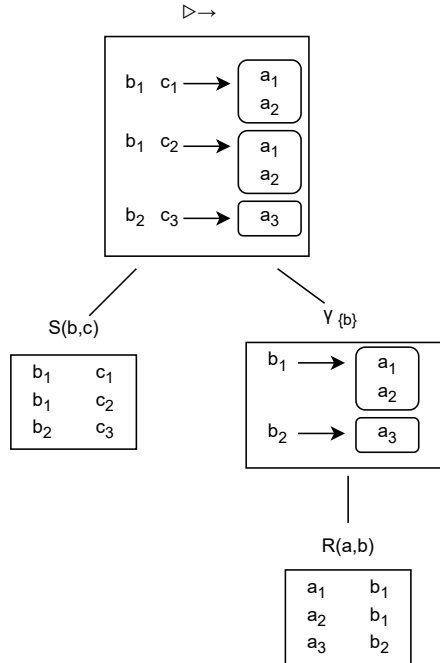 ▷→
b₁ c₁ → a₁
a₂
b₁ c₂ → a₁
a₂
b₂ c₃ → a₃
S(b,c)
b₁ c₁
b₁ c₂
b₂ c₃
γ {b}
b₁ → a₁
a₂
b₂ → a₃
R(a,b)
a₁ b₁
a₂ b₁
a₃ b₂